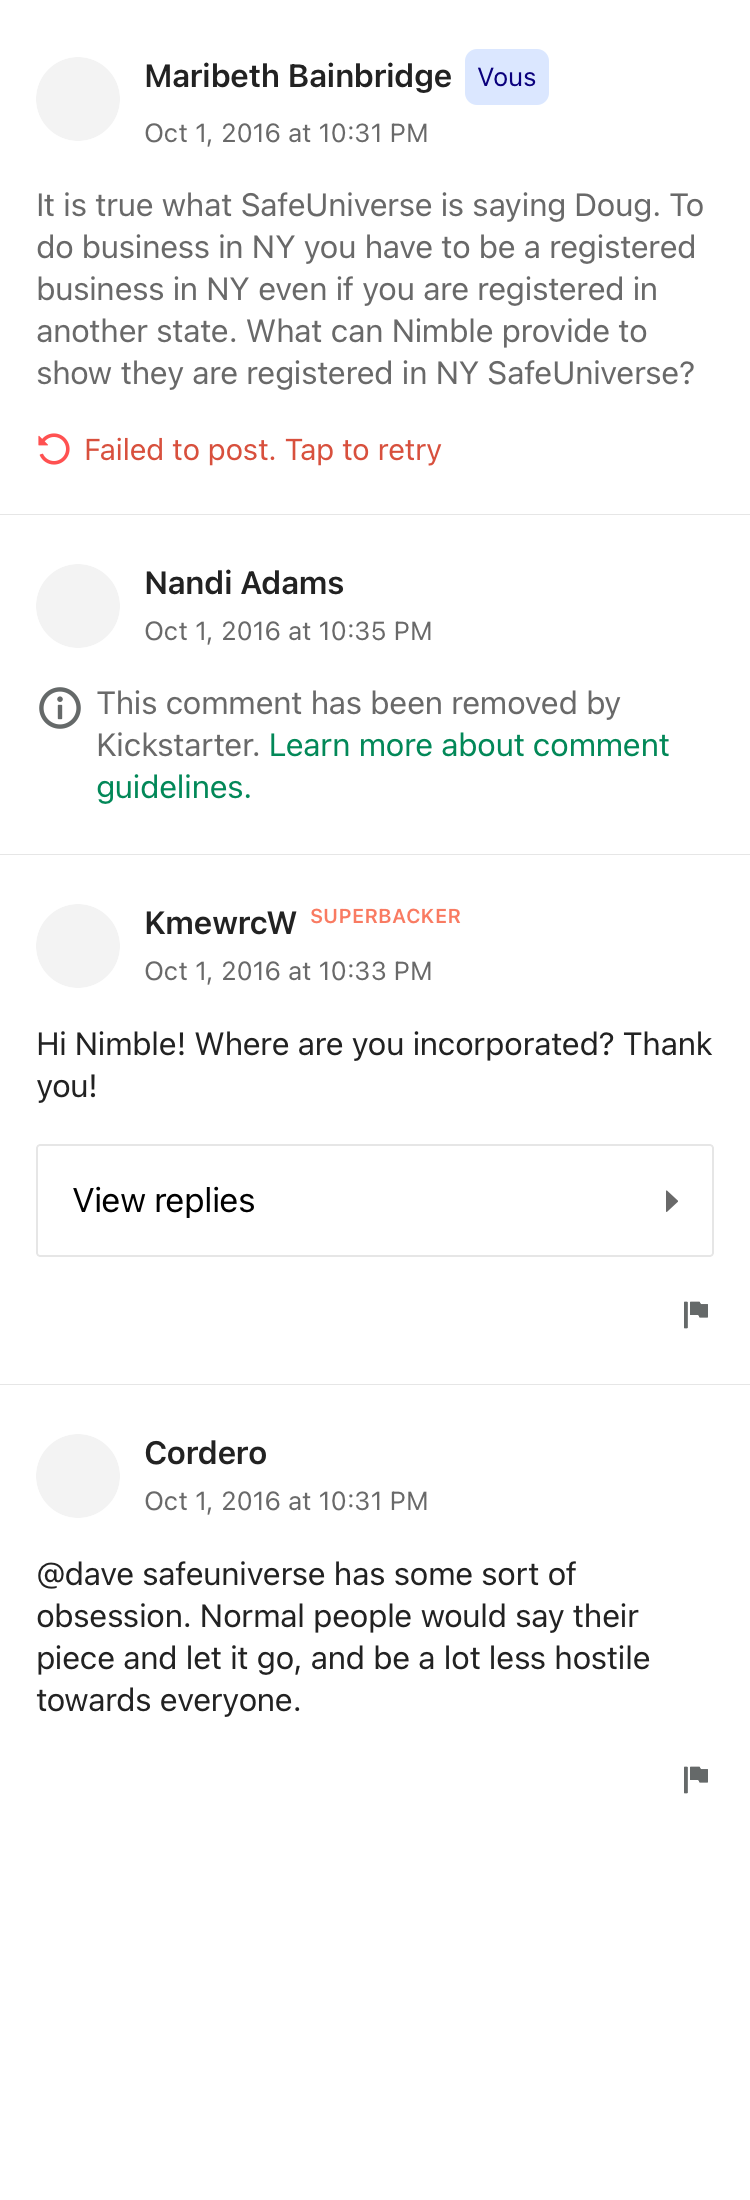 Maribeth Bainbridge Vous
Oct 1, 2016 at 10:31 PM
It is true what SafeUniverse is saying Doug. To
do business in NY you have to be a registered
business in NY even if you are registered in
another state. What can Nimble provide to
show they are registered in NY SafeUniverse?
Failed to post. Tap to retry
Nandi Adams
Oct 1, 2016 at 10:35 PM
This comment has been removed by
Kickstarter. Learn more about comment
guidelines.
KmewrcW SUPERBACKER
Oct 1, 2016 at 10:33 PM
Hi Nimble! Where are you incorporated? Thank
you!
View replies
Cordero
Oct 1, 2016 at 10:31 PM
@dave safeuniverse has some sort of
obsession. Normal people would say their
piece and let it go, and be a lot less hostile
towards everyone.